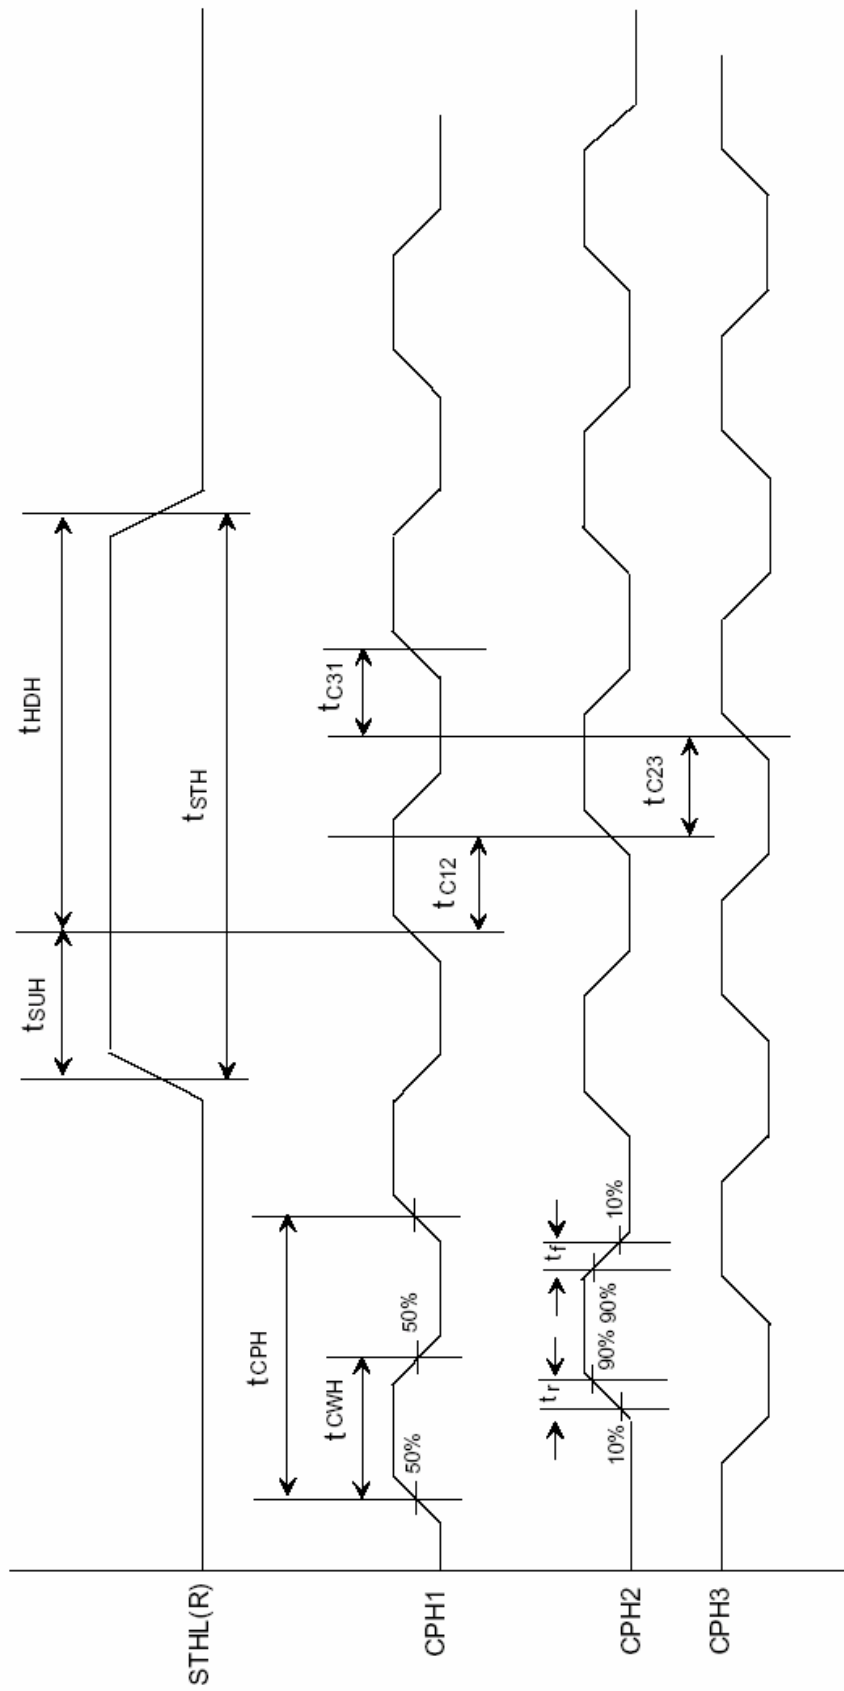 tHDH
tSUH
tSTH
STHL(R)
tCPH
tCWH
50%
50%
tC12
tC31
CPH1
tr
tf
10%
90%
90%
10%
CPH2
tC23
CPH3